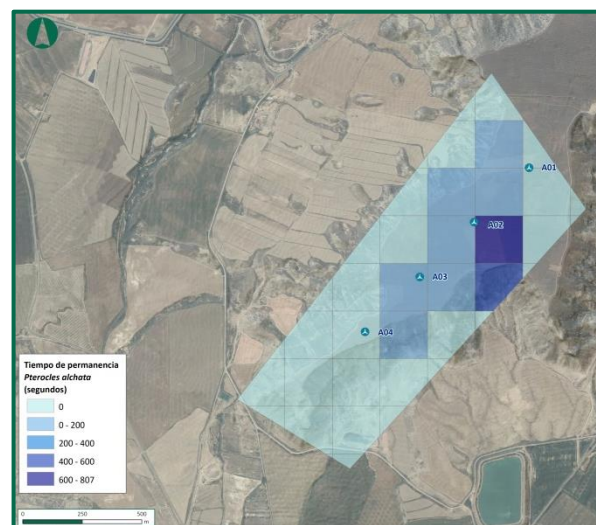 A01
A02
A03
A04
Tiempo de permanencia
Pterocles alchata
(segundos)
0
0 - 200
200 - 400
400 - 600
600 - 807
0 250 500
m